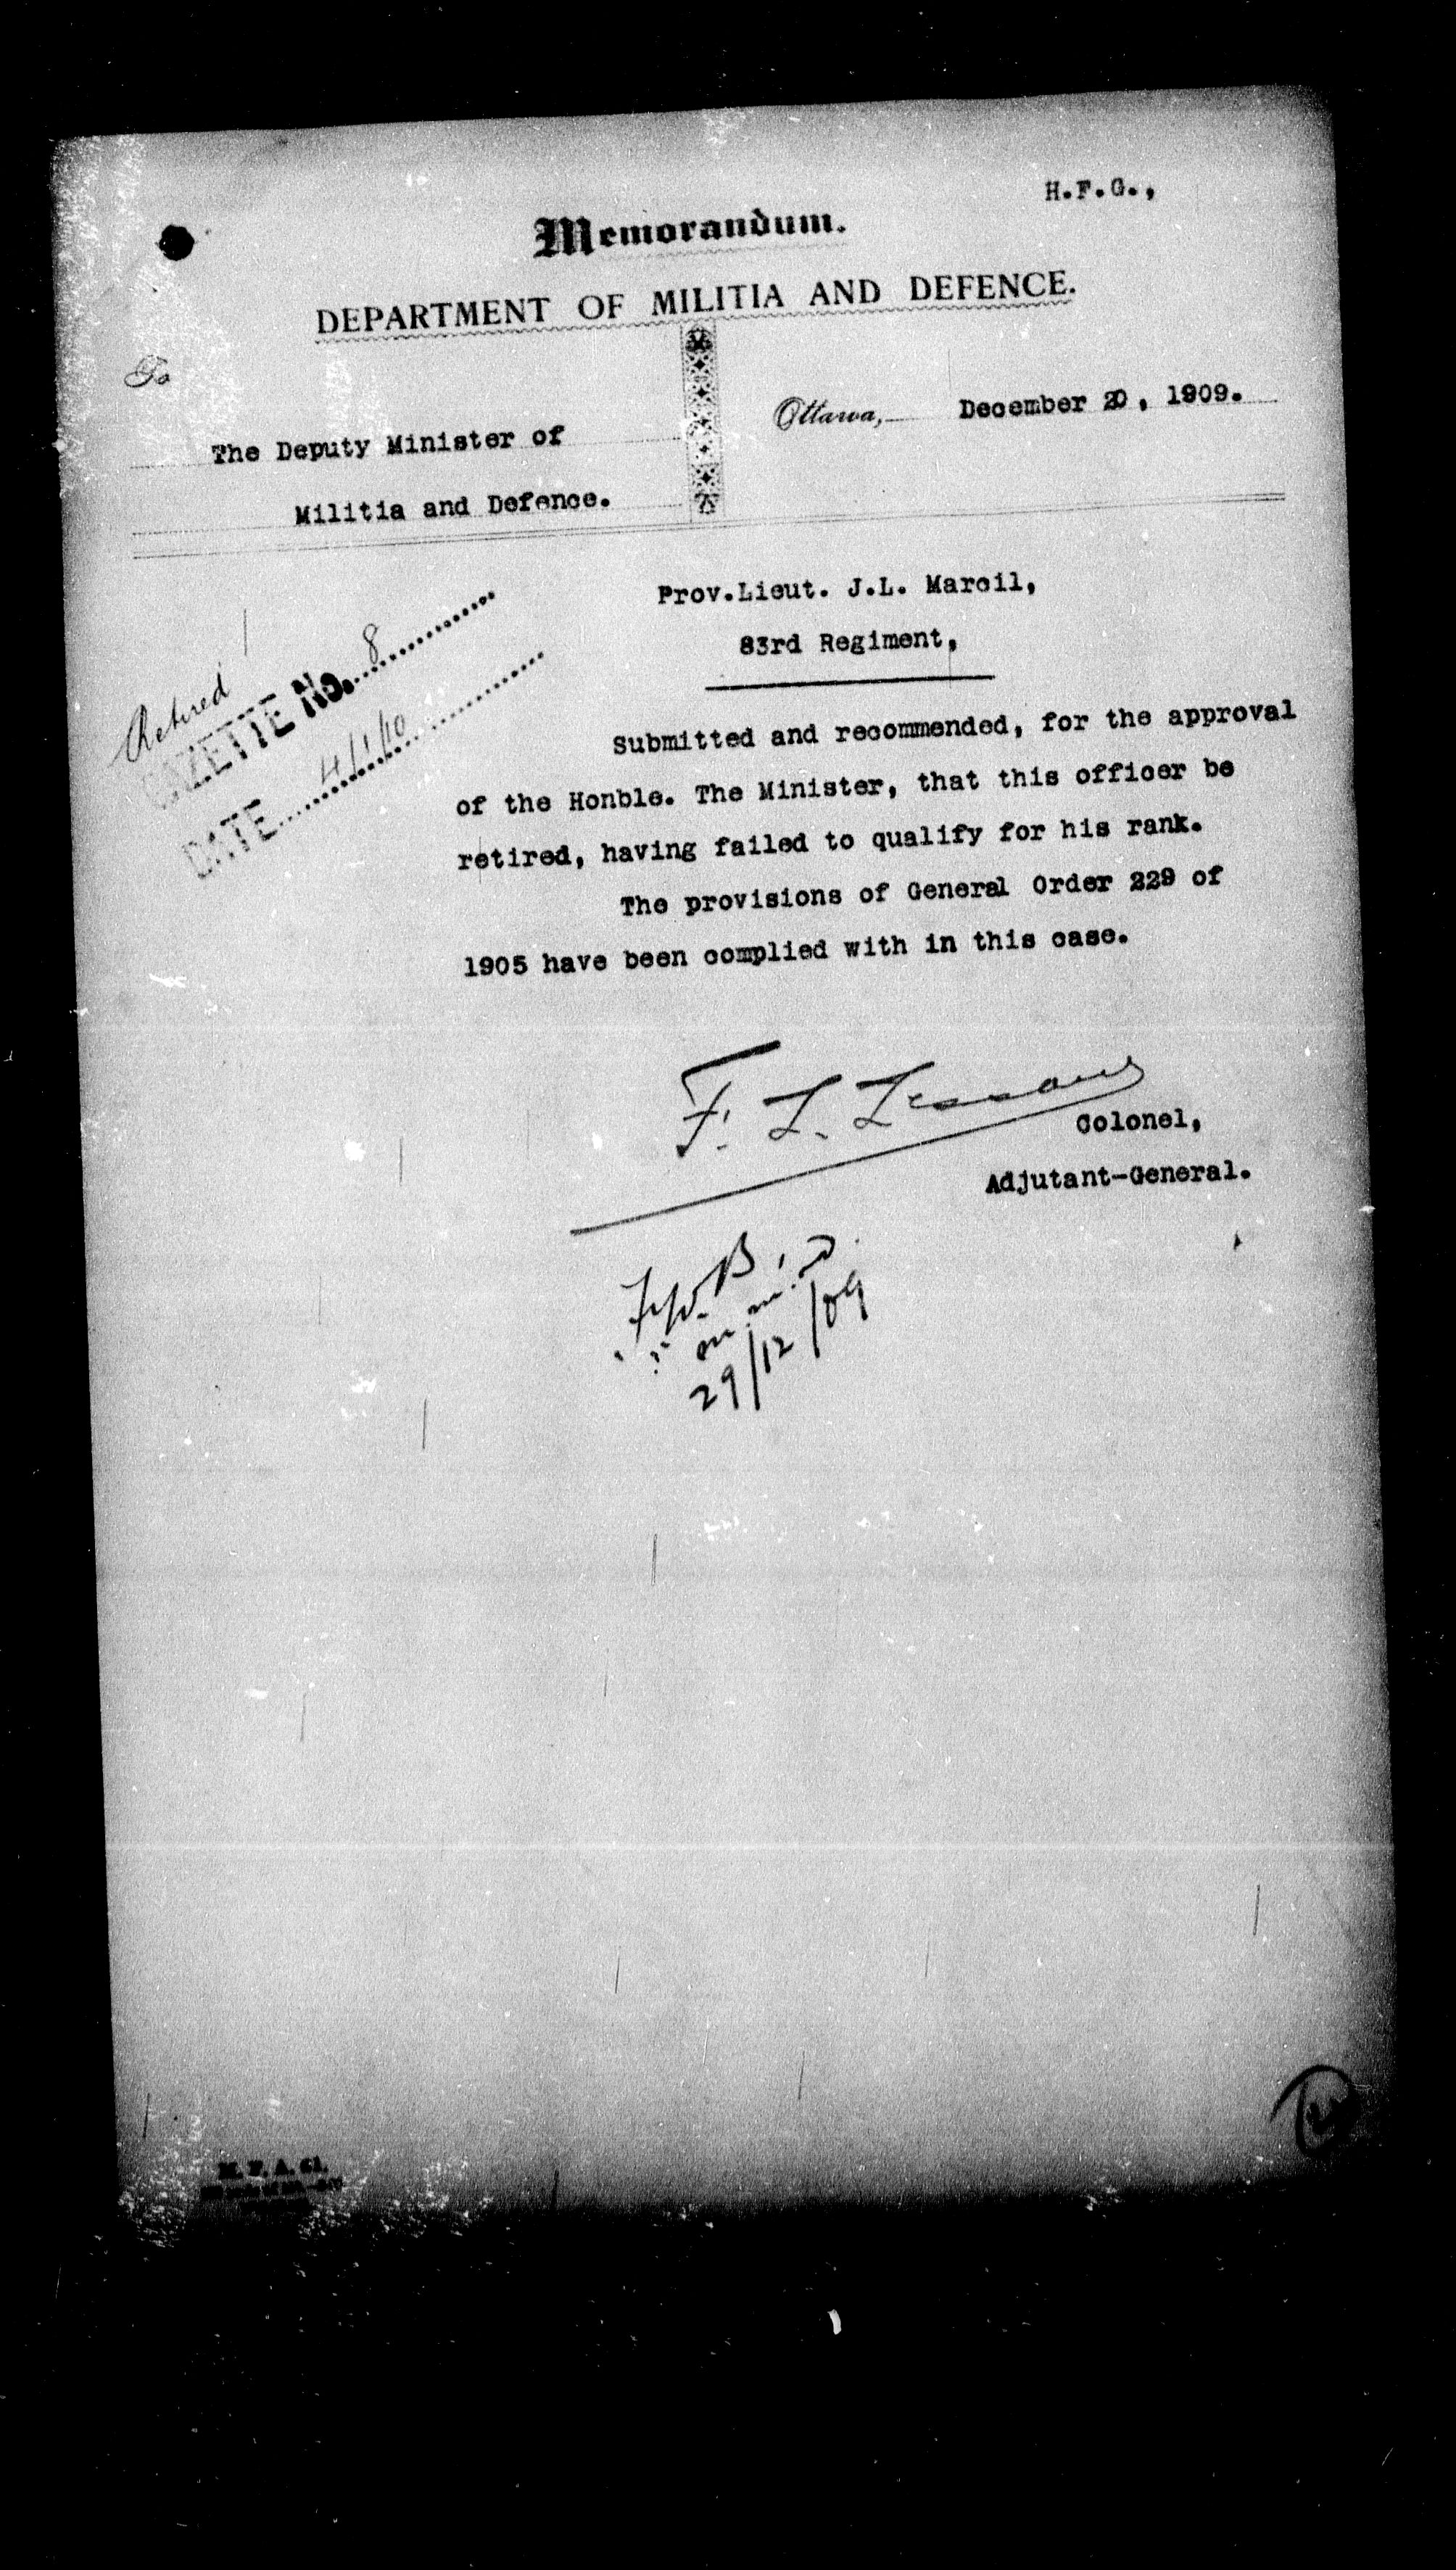 H.F.G.,
Memorandum.
DEPARTMENT OF MILITIA AND DEFENCE.
To
Ottawa, December 20, 1909.
The Deputy Minister of
Militia and Defence.
Prov.Lieut. J.L. Marcil,
83rd Regiment,
Retired
GAZETTE No. 8
DATE 4/1/10
Submitted and recommended, for the approval
of the Honble. The Minister, that this officer be
retired, having failed to qualify for his rank.
The provisions of General Order 229 of
1905 have been complied with in this case.
F. L. Lessard
Colonel,
Adjutant-General.
29/12/09
M. F. A. 61.